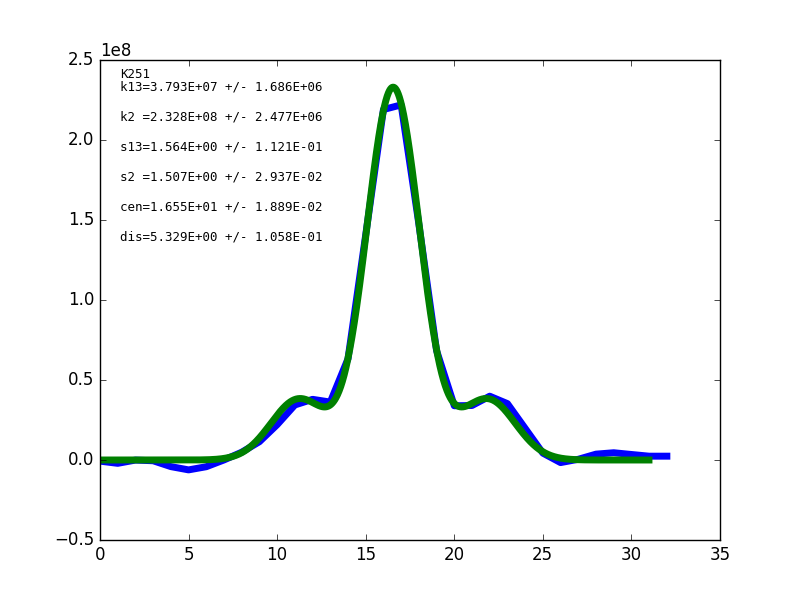 1e8
2.5
2.0
1.5
1.0
0.5
0.0
−0.5
K251
k13=3.793E+07 +/- 1.686E+06
k2 =2.328E+08 +/- 2.477E+06
s13=1.564E+00 +/- 1.121E-01
s2 =1.507E+00 +/- 2.937E-02
cen=1.655E+01 +/- 1.889E-02
dis=5.329E+00 +/- 1.058E-01
0 5 10 15 20 25 30 35